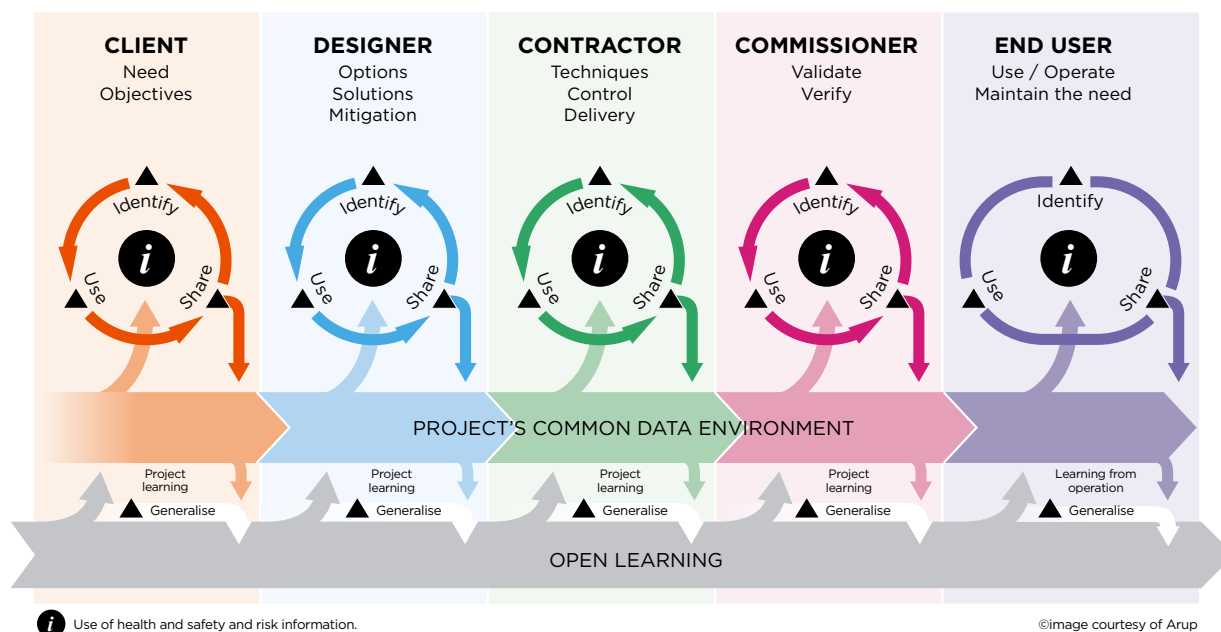 CLIENT
Need
Objectives
DESIGNER
Options
Solutions
Mitigation
CONTRACTOR
Techniques
Control
Delivery
COMMISSIONER
Validate
Verify
END USER
Use / Operate
Maintain the need
Identify
i
Use
Share
Identify
i
Use
Share
Identify
i
Use
Share
Identify
i
Use
Share
Identify
i
Use
Share
PROJECT'S COMMON DATA ENVIRONMENT
Project
learning
Generalise
Project
learning
Generalise
Project
learning
Generalise
Project
learning
Generalise
Learning from
operation
Generalise
OPEN LEARNING
i Use of health and safety and risk information.
©image courtesy of Arup